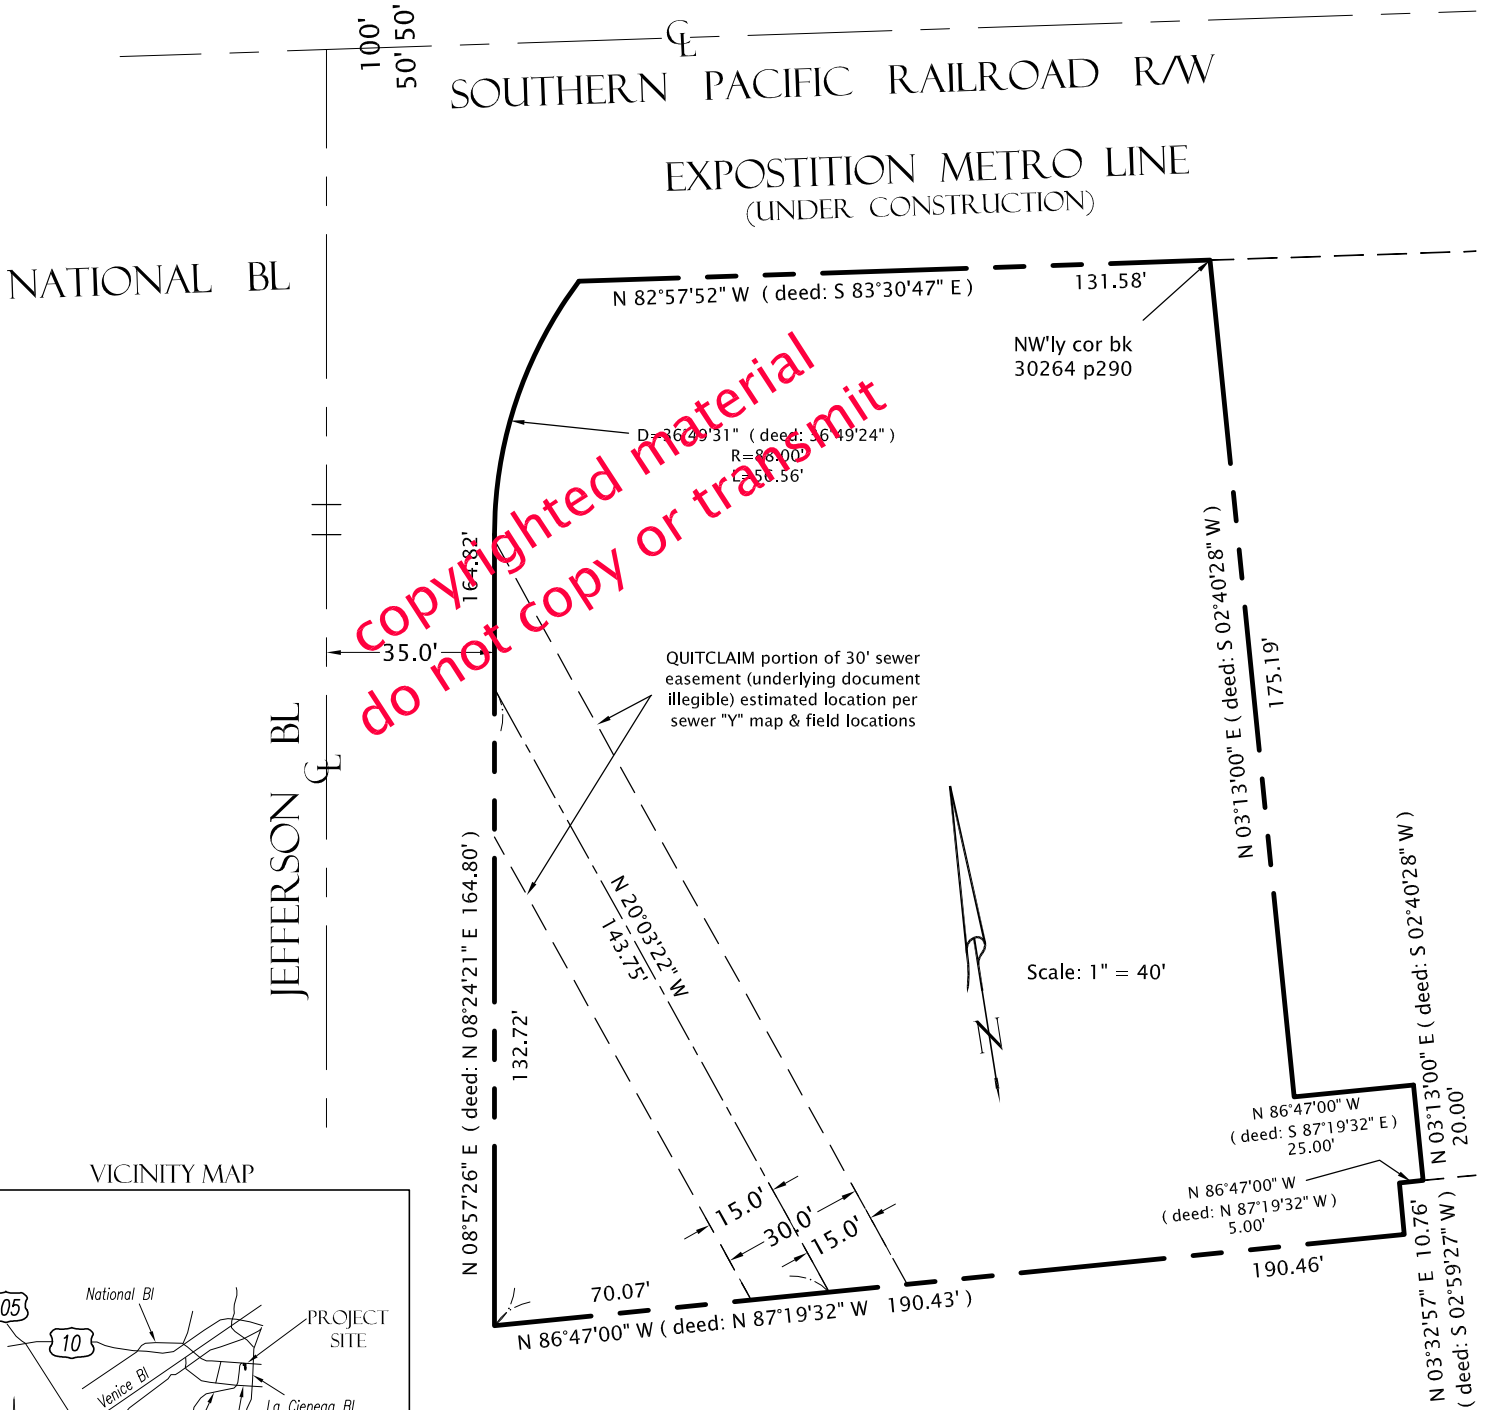 100'
50' 50'
CL
SOUTHERN PACIFIC RAILROAD R/W
EXPOSTITION METRO LINE
(UNDER CONSTRUCTION)
NATIONAL BL
N 82°57'52" W ( deed: S 83°30'47" E )
131.58'
NW'ly cor bk
30264 p290
D=36°49'31" ( deed: 36°49'24" )
R=88.00'
L=56.56'
copyrighted material
do not copy or transmit
164.82'
35.0'
QUITCLAIM portion of 30' sewer
easement (underlying document
illegible) estimated location per
sewer "Y" map & field locations
N 03°13'00" E ( deed: S 02°40'28" W )
175.19'
JEFFERSON BL
CL
N 08°57'26" E ( deed: N 08°24'21" E 164.80' )
132.72'
N 20°03'22" W
143.75'
Scale: 1" = 40'
N
N 03°13'00" E ( deed: S 02°40'28" W )
20.00'
N 86°47'00" W
( deed: S 87°19'32" E )
25.00'
N 86°47'00" W
( deed: N 87°19'32" W )
5.00'
15.0'
30.0'
15.0'
70.07'
190.46'
N 86°47'00" W ( deed: N 87°19'32" W 190.43' )
N 03°32'57" E 10.76'
( deed: S 02°59'27" W )
VICINITY MAP
05
National Bl
10
PROJECT
SITE
Venice Bl
La Cienega Bl